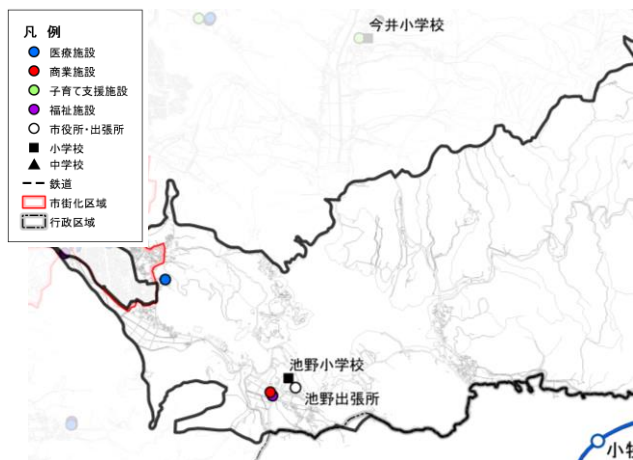 凡 例
医療施設
商業施設
子育て支援施設
福祉施設
市役所・出張所
小学校
中学校
鉄道
市街化区域
行政区域
今井小学校
池野小学校
池野出張所
小牧